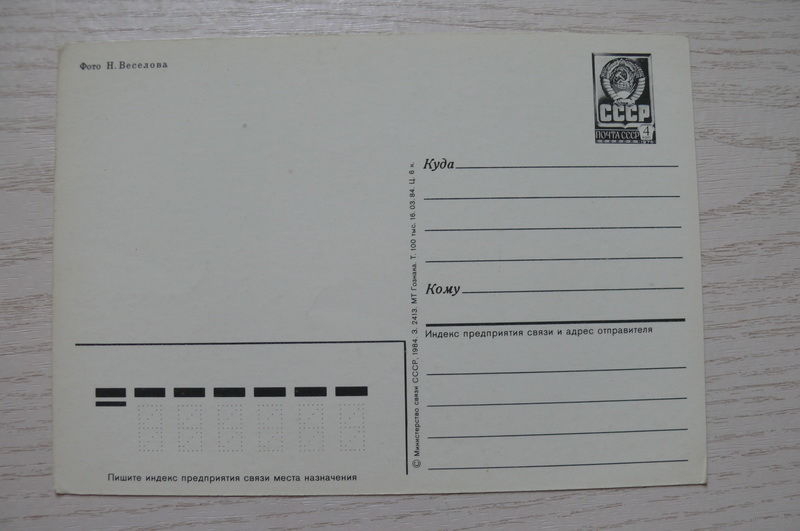 Фото Н. Веселова
СССР
ПОЧТА СССР 4
Куда
Кому
Индекс предприятия связи и адрес отправителя
© Министерство связи СССР, 1984. З. 2413. МТ Гознака. Т. 100 тыс. 16. 03. 84. Ц. 6 к.
Пишите индекс предприятия связи места назначения